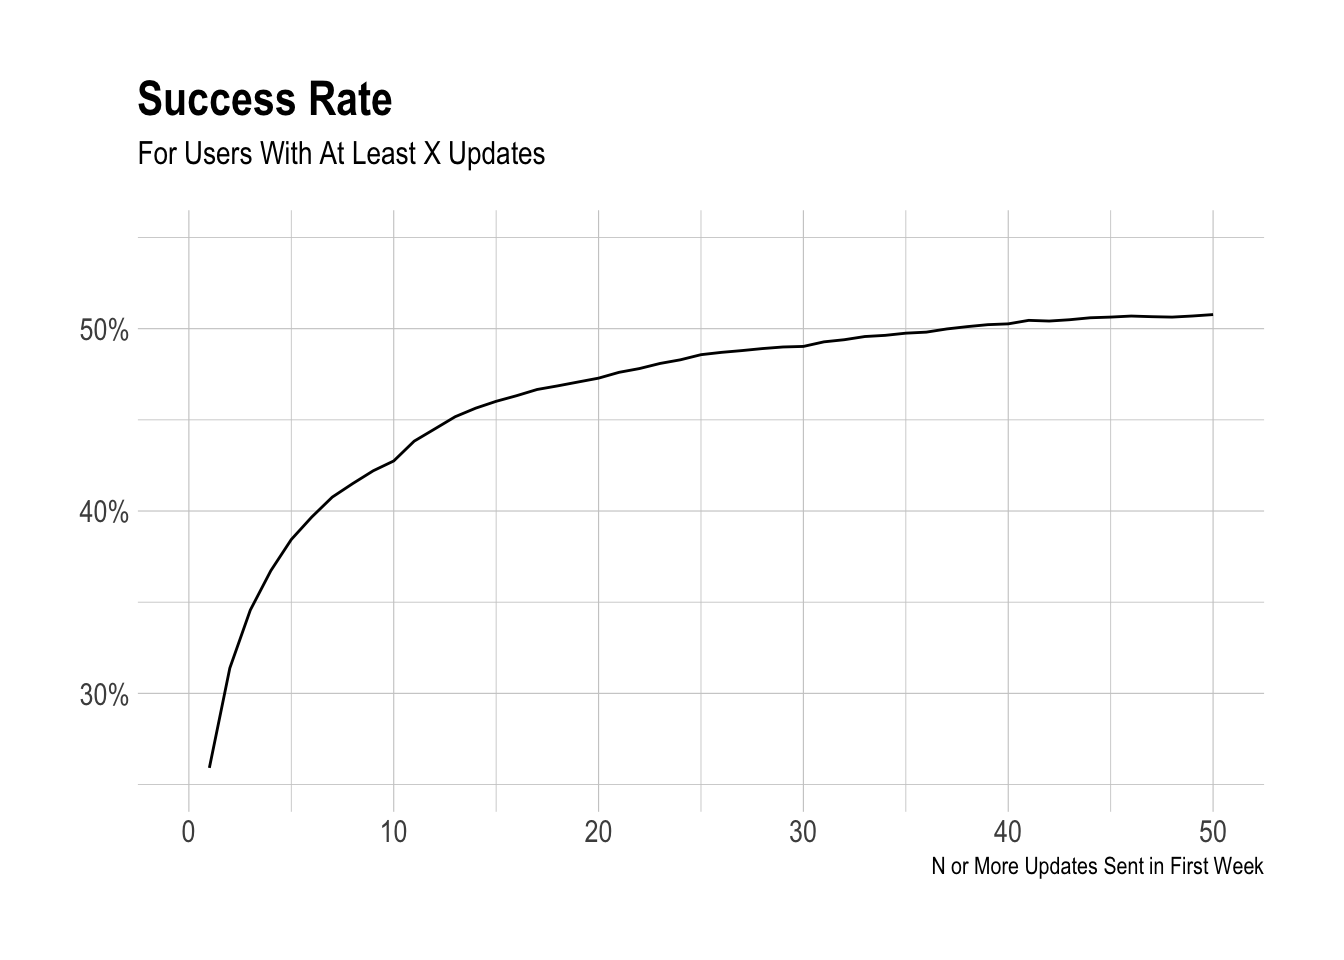 Success Rate
For Users With At Least X Updates
50%
40%
30%
0 10 20 30 40 50
N or More Updates Sent in First Week